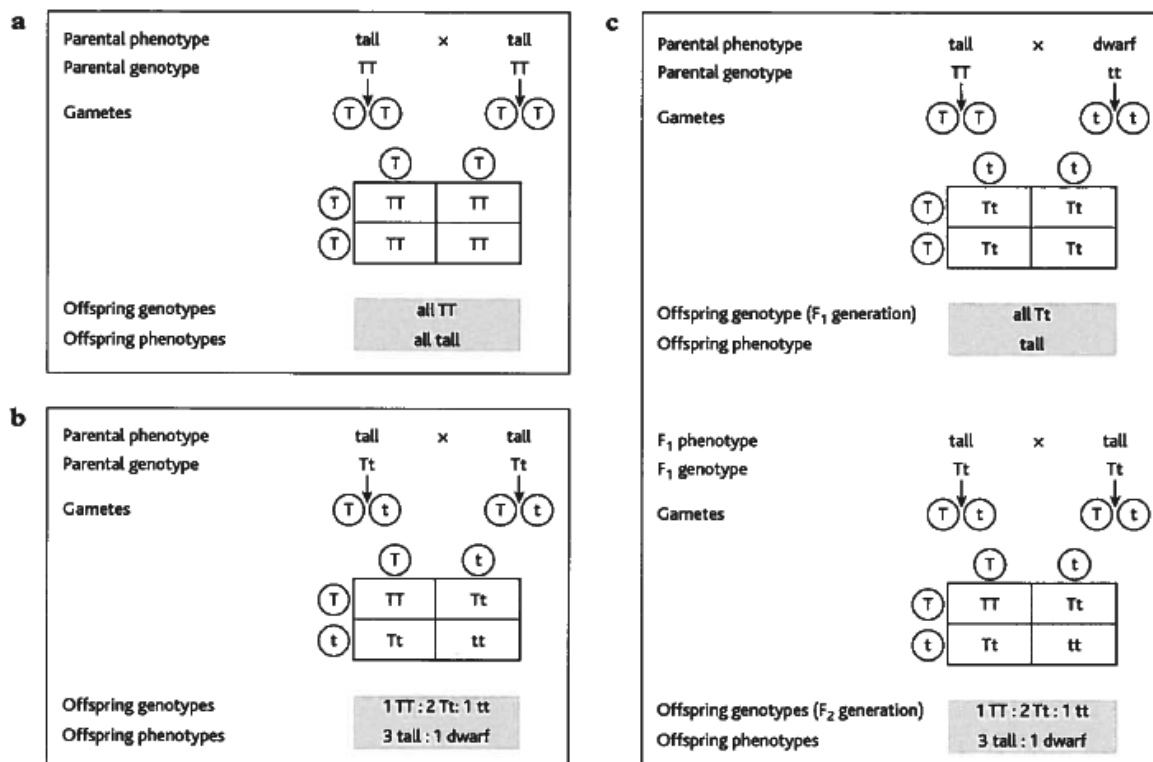 a
Parental phenotype tall × tall
Parental genotype TT TT
Gametes T T T T
T T
T TT TT
T TT TT
Offspring genotypes all TT
Offspring phenotypes all tall
b
Parental phenotype tall × tall
Parental genotype Tt Tt
Gametes T t T t
T t
T TT Tt
t Tt tt
Offspring genotypes 1 TT : 2 Tt: 1 tt
Offspring phenotypes 3 tall : 1 dwarf
c
Parental phenotype tall × dwarf
Parental genotype TT tt
Gametes T T t t
t t
T Tt Tt
T Tt Tt
Offspring genotype (F₁ generation) all Tt
Offspring phenotype tall
F₁ phenotype tall × tall
F₁ genotype Tt Tt
Gametes T t T t
T t
T TT Tt
t Tt tt
Offspring genotypes (F₂ generation) 1 TT : 2 Tt : 1 tt
Offspring phenotypes 3 tall : 1 dwarf